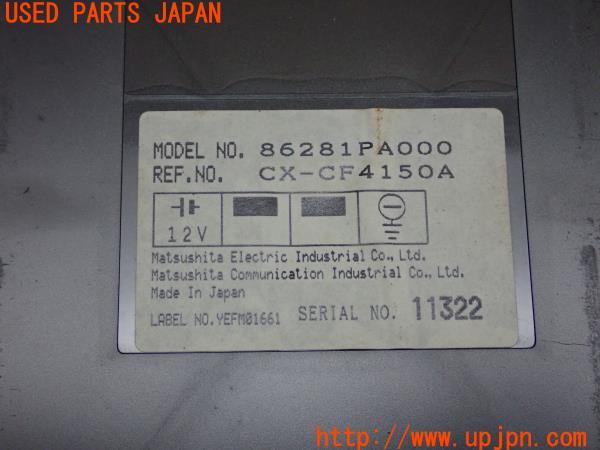 USED PARTS JAPAN
MODEL NO. 86281PA000
REF.NO. CX-CF4150A
12V
Matsushita Electric Industrial Co., Ltd.
Matsushita Communication Industrial Co., Ltd.
Made In Japan
LABEL NO.YEFM01661 SERIAL NO. 11322
http://www.upjpn.com/